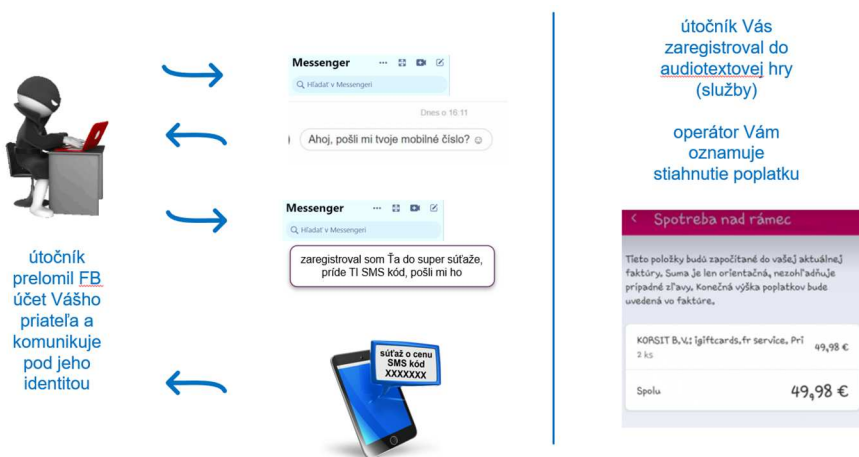 útočník
prelomil FB
účet Vášho
priateľa a
komunikuje
pod jeho
identitou
Messenger
Hľadať v Messengeri
Dnes o 16:11
Ahoj, pošli mi tvoje mobilné číslo? ☺
Messenger
Hľadať v Messengeri
zaregistroval som Ťa do super súťaže,
príde TI SMS kód, pošli mi ho
súťaž o cenu
SMS kód
XXXXXXX
útočník Vás
zaregistroval do
audiotextovej hry
(služby)
operátor Vám
oznamuje
stiahnutie poplatku
< Spotreba nad rámec
Tieto položky budú započítané do vašej aktuálnej
faktúry. Suma je len orientačná, nezohľadňuje
prípadné zľavy. Konečná výška poplatkov bude
uvedená vo faktúre.
KORSIT B.V.: igiftcards.fr service. Pri 49,98 €
2 ks
Spolu 49,98 €